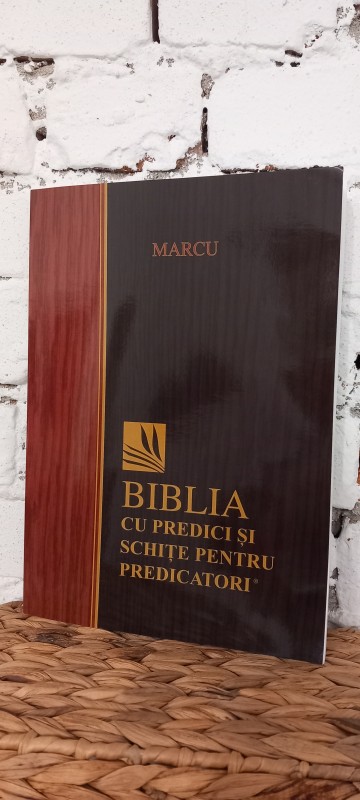 MARCU
BIBLIA
CU PREDICI ȘI
SCHIȚE PENTRU
PREDICATORI®